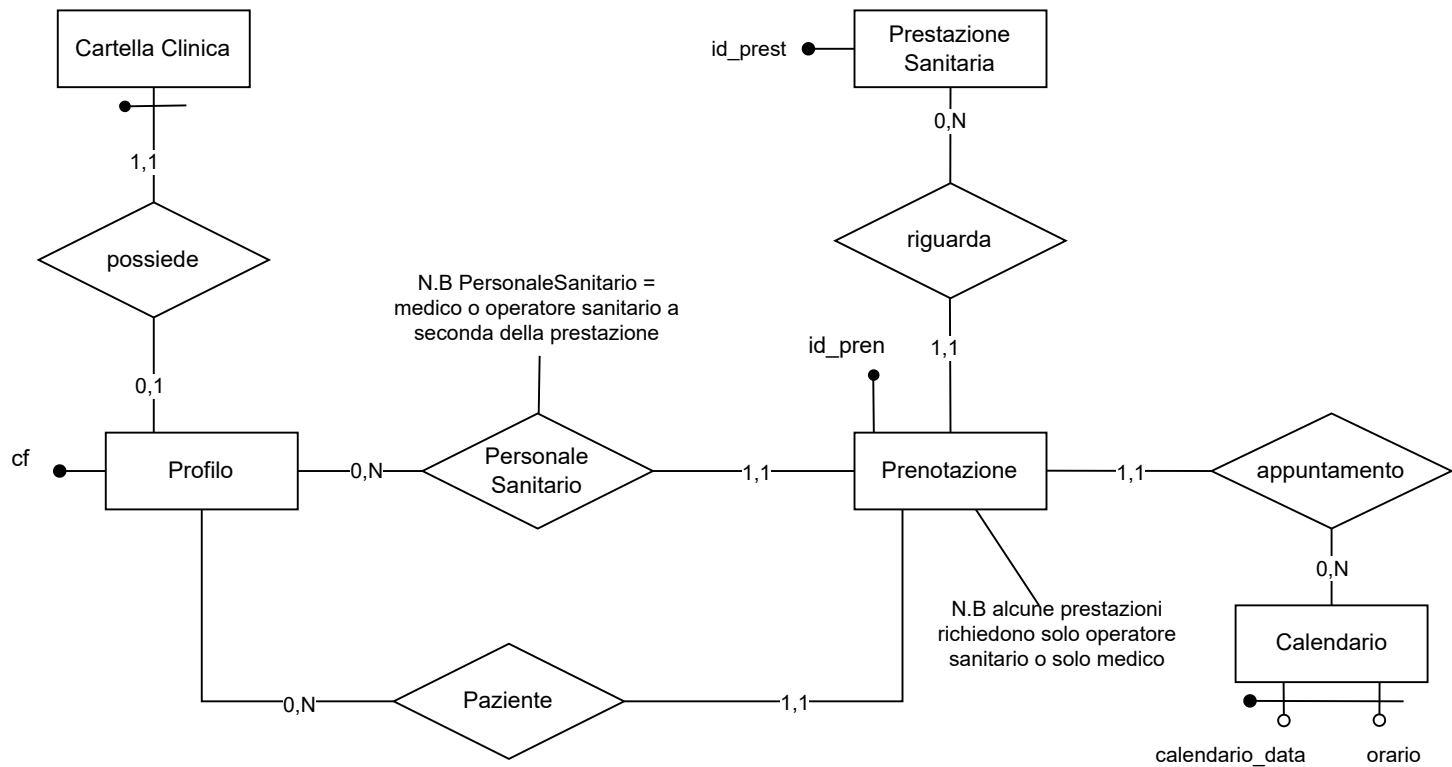 Cartella Clinica
id_prest
Prestazione
Sanitaria
0,N
1,1
possiede
riguarda
N.B PersonaleSanitario =
medico o operatore sanitario a
seconda della prestazione
id_pren
1,1
0,1
cf
Profilo
0,N
Personale
Sanitario
1,1
Prenotazione
1,1
appuntamento
0,N
N.B alcune prestazioni
richiedono solo operatore
sanitario o solo medico
Calendario
0,N
Paziente
1,1
calendario_data
orario